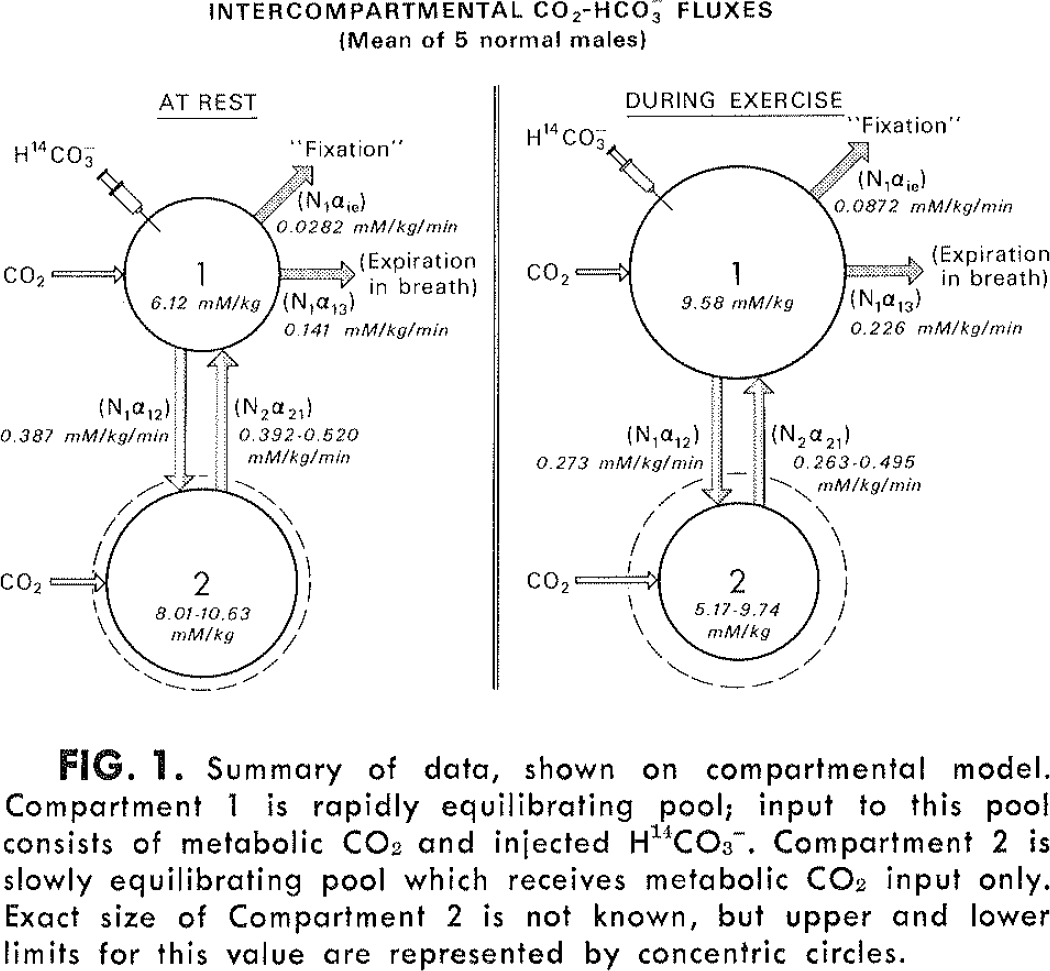 INTERCOMPARTMENTAL CO₂-HCO₃⁻ FLUXES
(Mean of 5 normal males)
AT REST
H¹⁴CO₃⁻
"Fixation"
(N₁α₁ₑ)
0.0282 mM/kg/min
CO₂
1
6.12 mM/kg
(Expiration
in breath)
(N₁α₁₃)
0.141 mM/kg/min
(N₁α₁₂)
0.387 mM/kg/min
(N₂α₂₁)
0.392-0.520
mM/kg/min
CO₂
2
8.01-10.63
mM/kg
DURING EXERCISE
H¹⁴CO₃⁻
"Fixation"
(N₁α₁ₑ)
0.0872 mM/kg/min
CO₂
1
9.58 mM/kg
(Expiration
in breath)
(N₁α₁₃)
0.226 mM/kg/min
(N₁α₁₂)
0.273 mM/kg/min
(N₂α₂₁)
0.263-0.495
mM/kg/min
CO₂
2
5.17-9.74
mM/kg
FIG. 1. Summary of data, shown on compartmental model.
Compartment 1 is rapidly equilibrating pool; input to this pool
consists of metabolic CO₂ and injected H¹⁴CO₃⁻. Compartment 2 is
slowly equilibrating pool which receives metabolic CO₂ input only.
Exact size of Compartment 2 is not known, but upper and lower
limits for this value are represented by concentric circles.